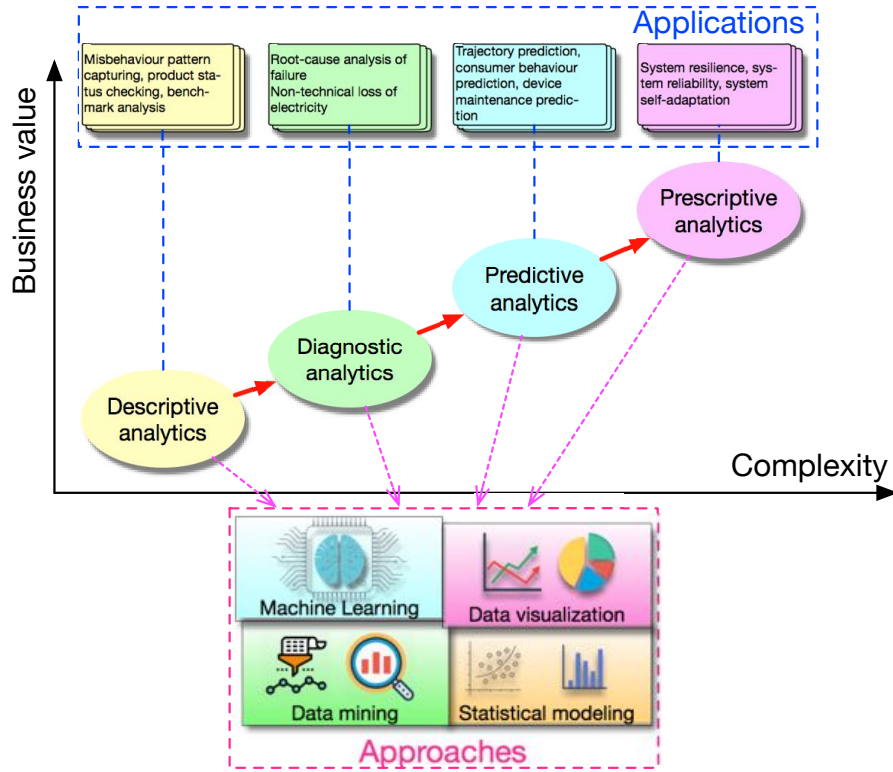 Applications
Misbehaviour pattern
capturing, product sta-
tus checking, bench-
mark analysis
Root-cause analysis of
failure
Non-technical loss of
electricity
Trajectory prediction,
consumer behaviour
prediction, device
maintenance predic-
tion
System resilience, sys-
tem reliability, system
self-adaptation
Business value
Prescriptive
analytics
Predictive
analytics
Diagnostic
analytics
Descriptive
analytics
Complexity
Machine Learning
Data visualization
Data mining
Statistical modeling
Approaches